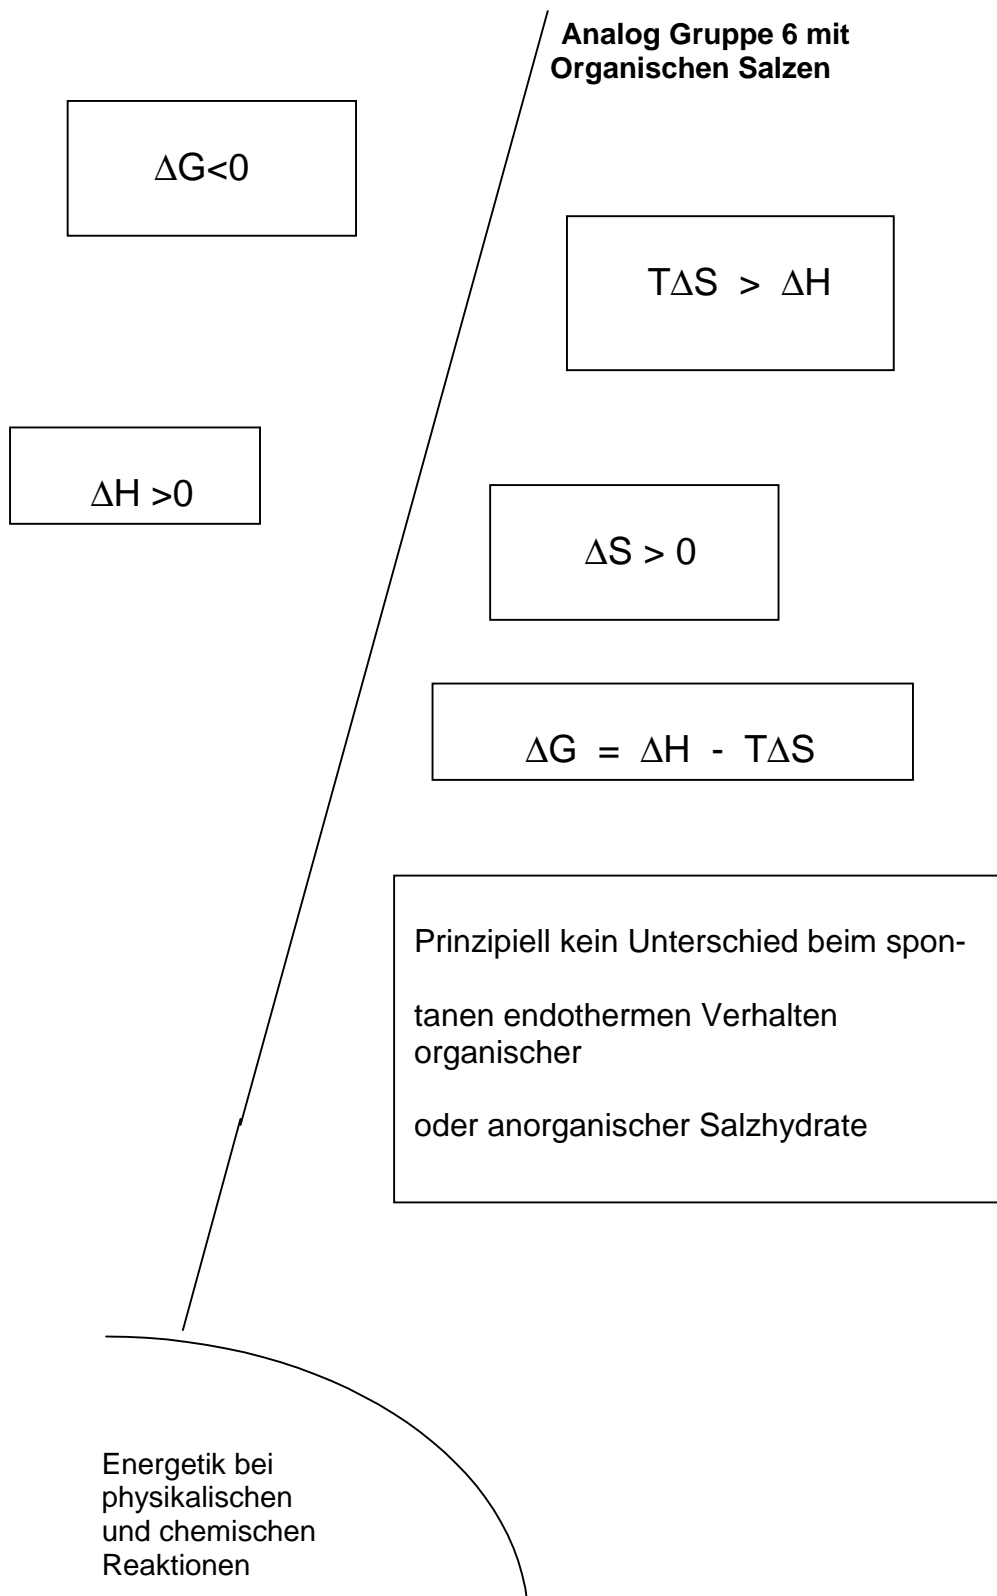 Analog Gruppe 6 mit
Organischen Salzen
ΔG<0
TΔS > ΔH
ΔH >0
ΔS > 0
ΔG = ΔH - TΔS
Prinzipiell kein Unterschied beim spon-
tanen endothermen Verhalten
organischer
oder anorganischer Salzhydrate
Energetik bei
physikalischen
und chemischen
Reaktionen